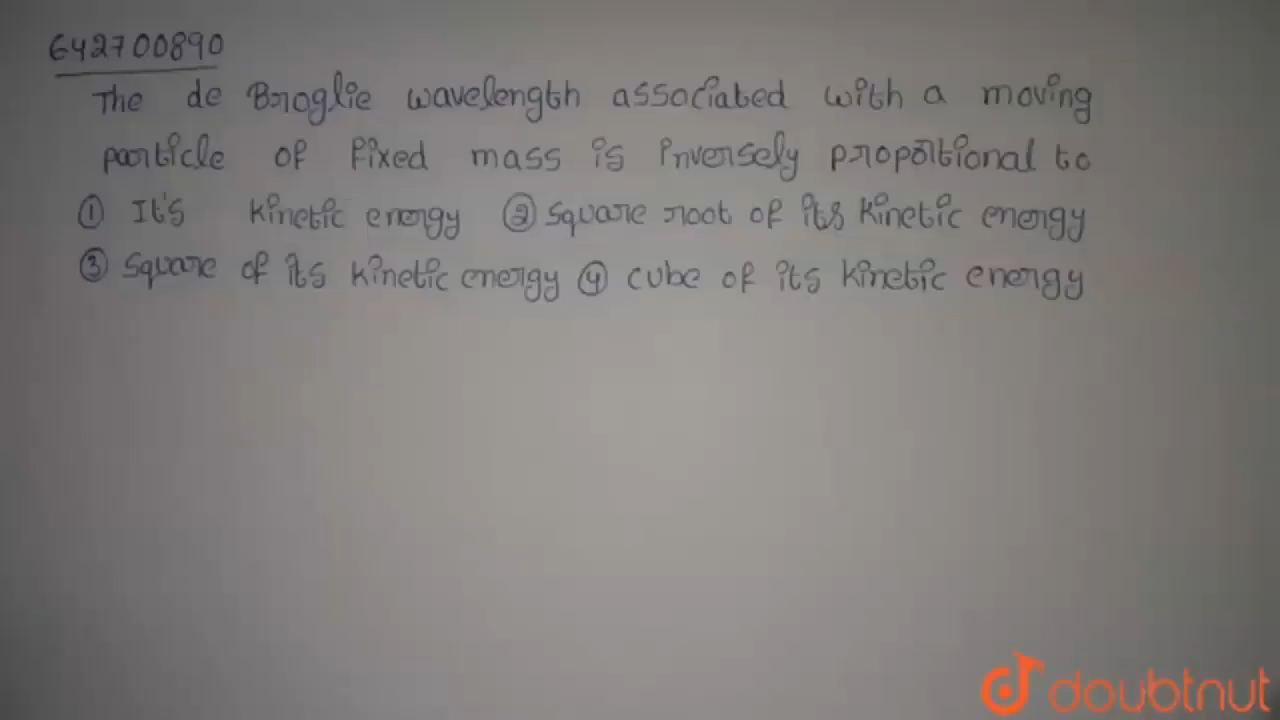 642700890
The de Broglie wavelength associated with a moving
particle of fixed mass is inversely proportional to
① It's kinetic energy ② square root of its kinetic energy
③ square of its kinetic energy ④ cube of its kinetic energy
doubtnut